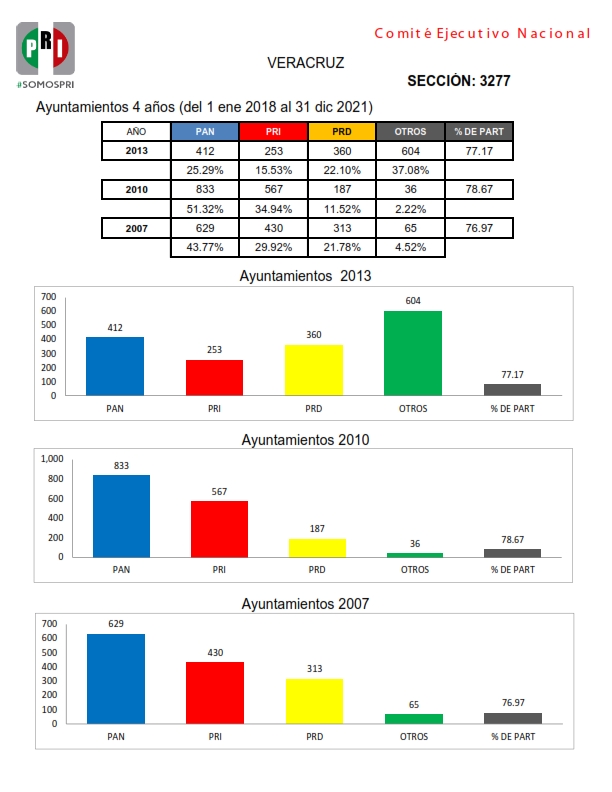 Comité Ejecutivo Nacional
PRI
#SOMOSPRI
VERACRUZ
SECCIÓN: 3277
Ayuntamientos 4 años (del 1 ene 2018 al 31 dic 2021)
AÑO PAN PRI PRD OTROS % DE PART
2013 412 253 360 604 77.17
25.29% 15.53% 22.10% 37.08%
2010 833 567 187 36 78.67
51.32% 34.94% 11.52% 2.22%
2007 629 430 313 65 76.97
43.77% 29.92% 21.78% 4.52%
Ayuntamientos 2013
700
600
500
400
300
200
100
0
412
253
360
604
77.17
PAN PRI PRD OTROS % DE PART
Ayuntamientos 2010
1,000
800
600
400
200
0
833
567
187
36
78.67
PAN PRI PRD OTROS % DE PART
Ayuntamientos 2007
700
600
500
400
300
200
100
0
629
430
313
65
76.97
PAN PRI PRD OTROS % DE PART